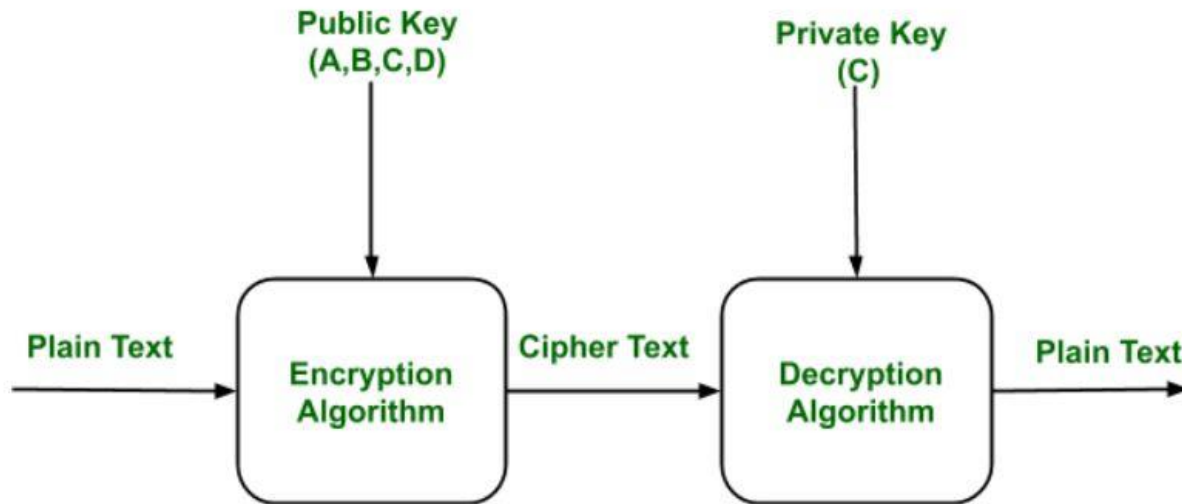 Public Key
(A,B,C,D)
Private Key
(C)
Plain Text
Encryption
Algorithm
Cipher Text
Decryption
Algorithm
Plain Text